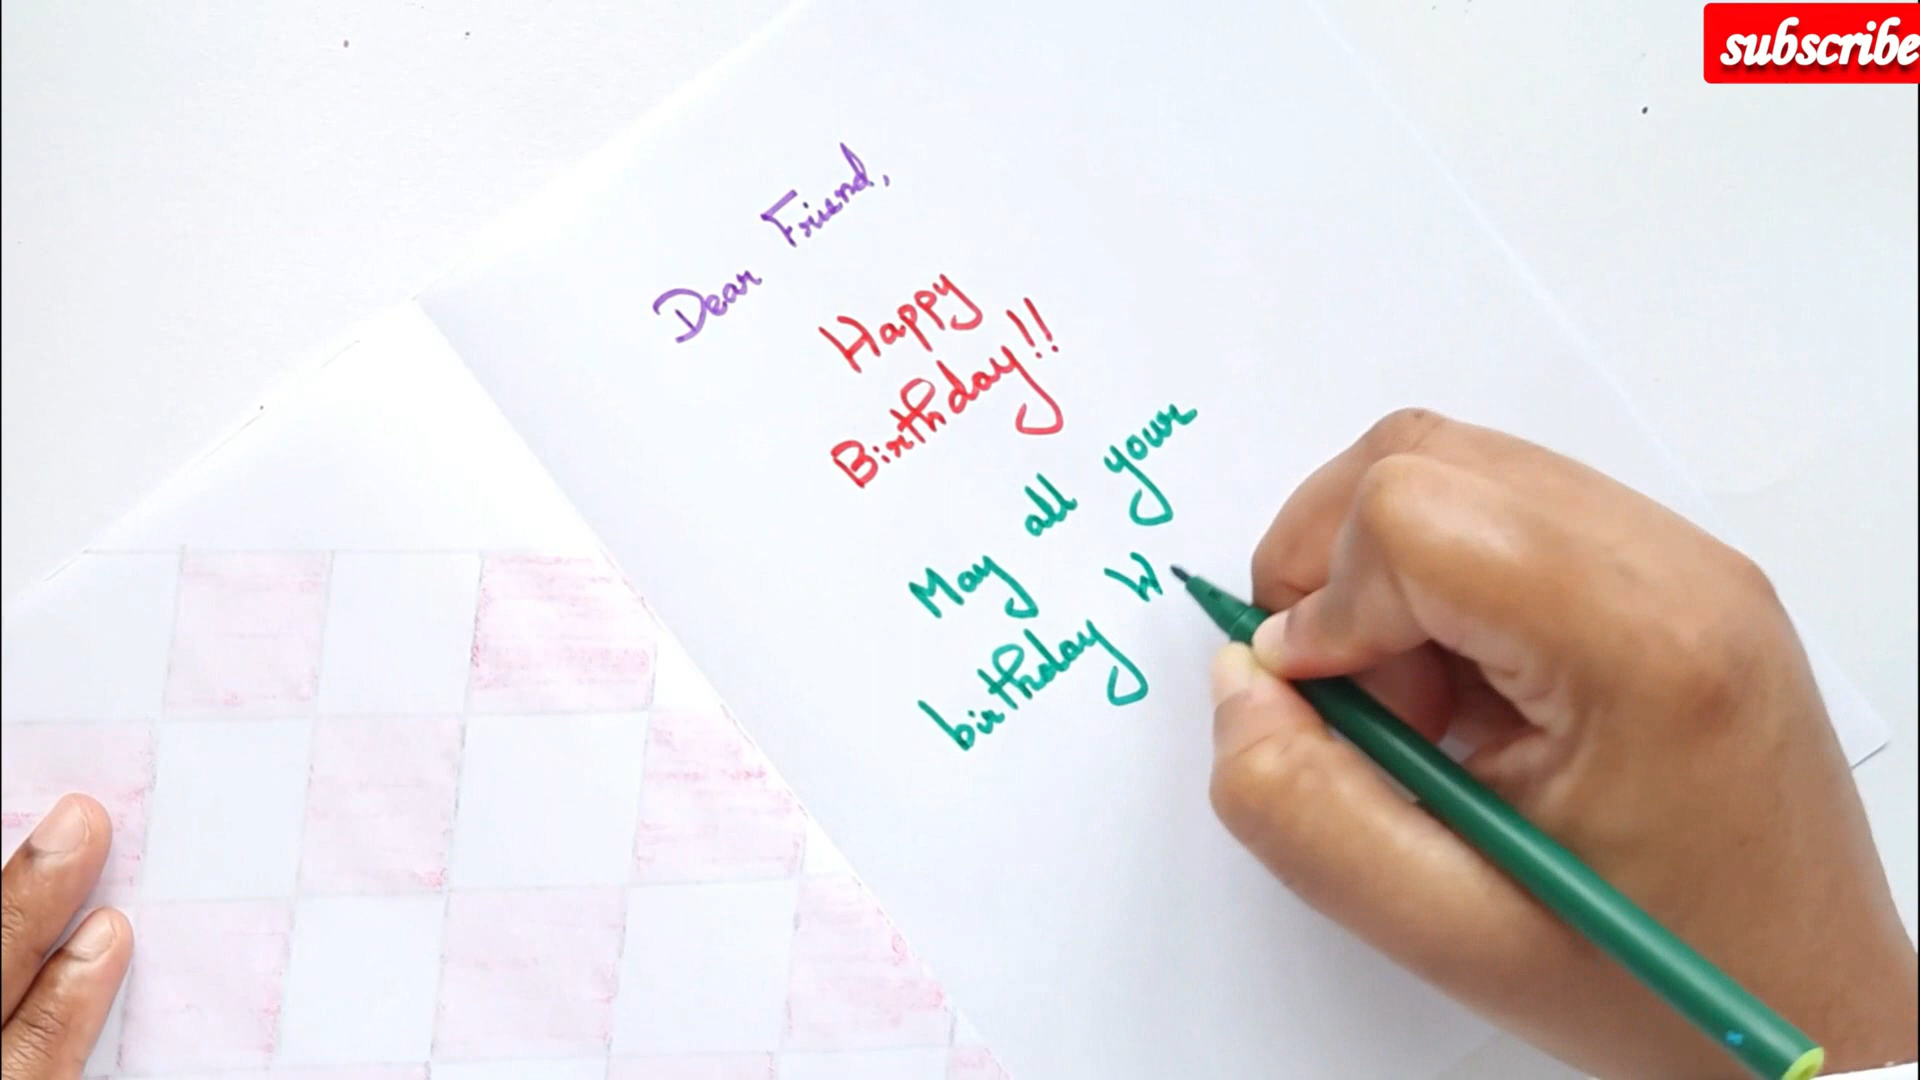 subscribe
Dear Friend,
Happy
Birthday!!
May all your
birthday W